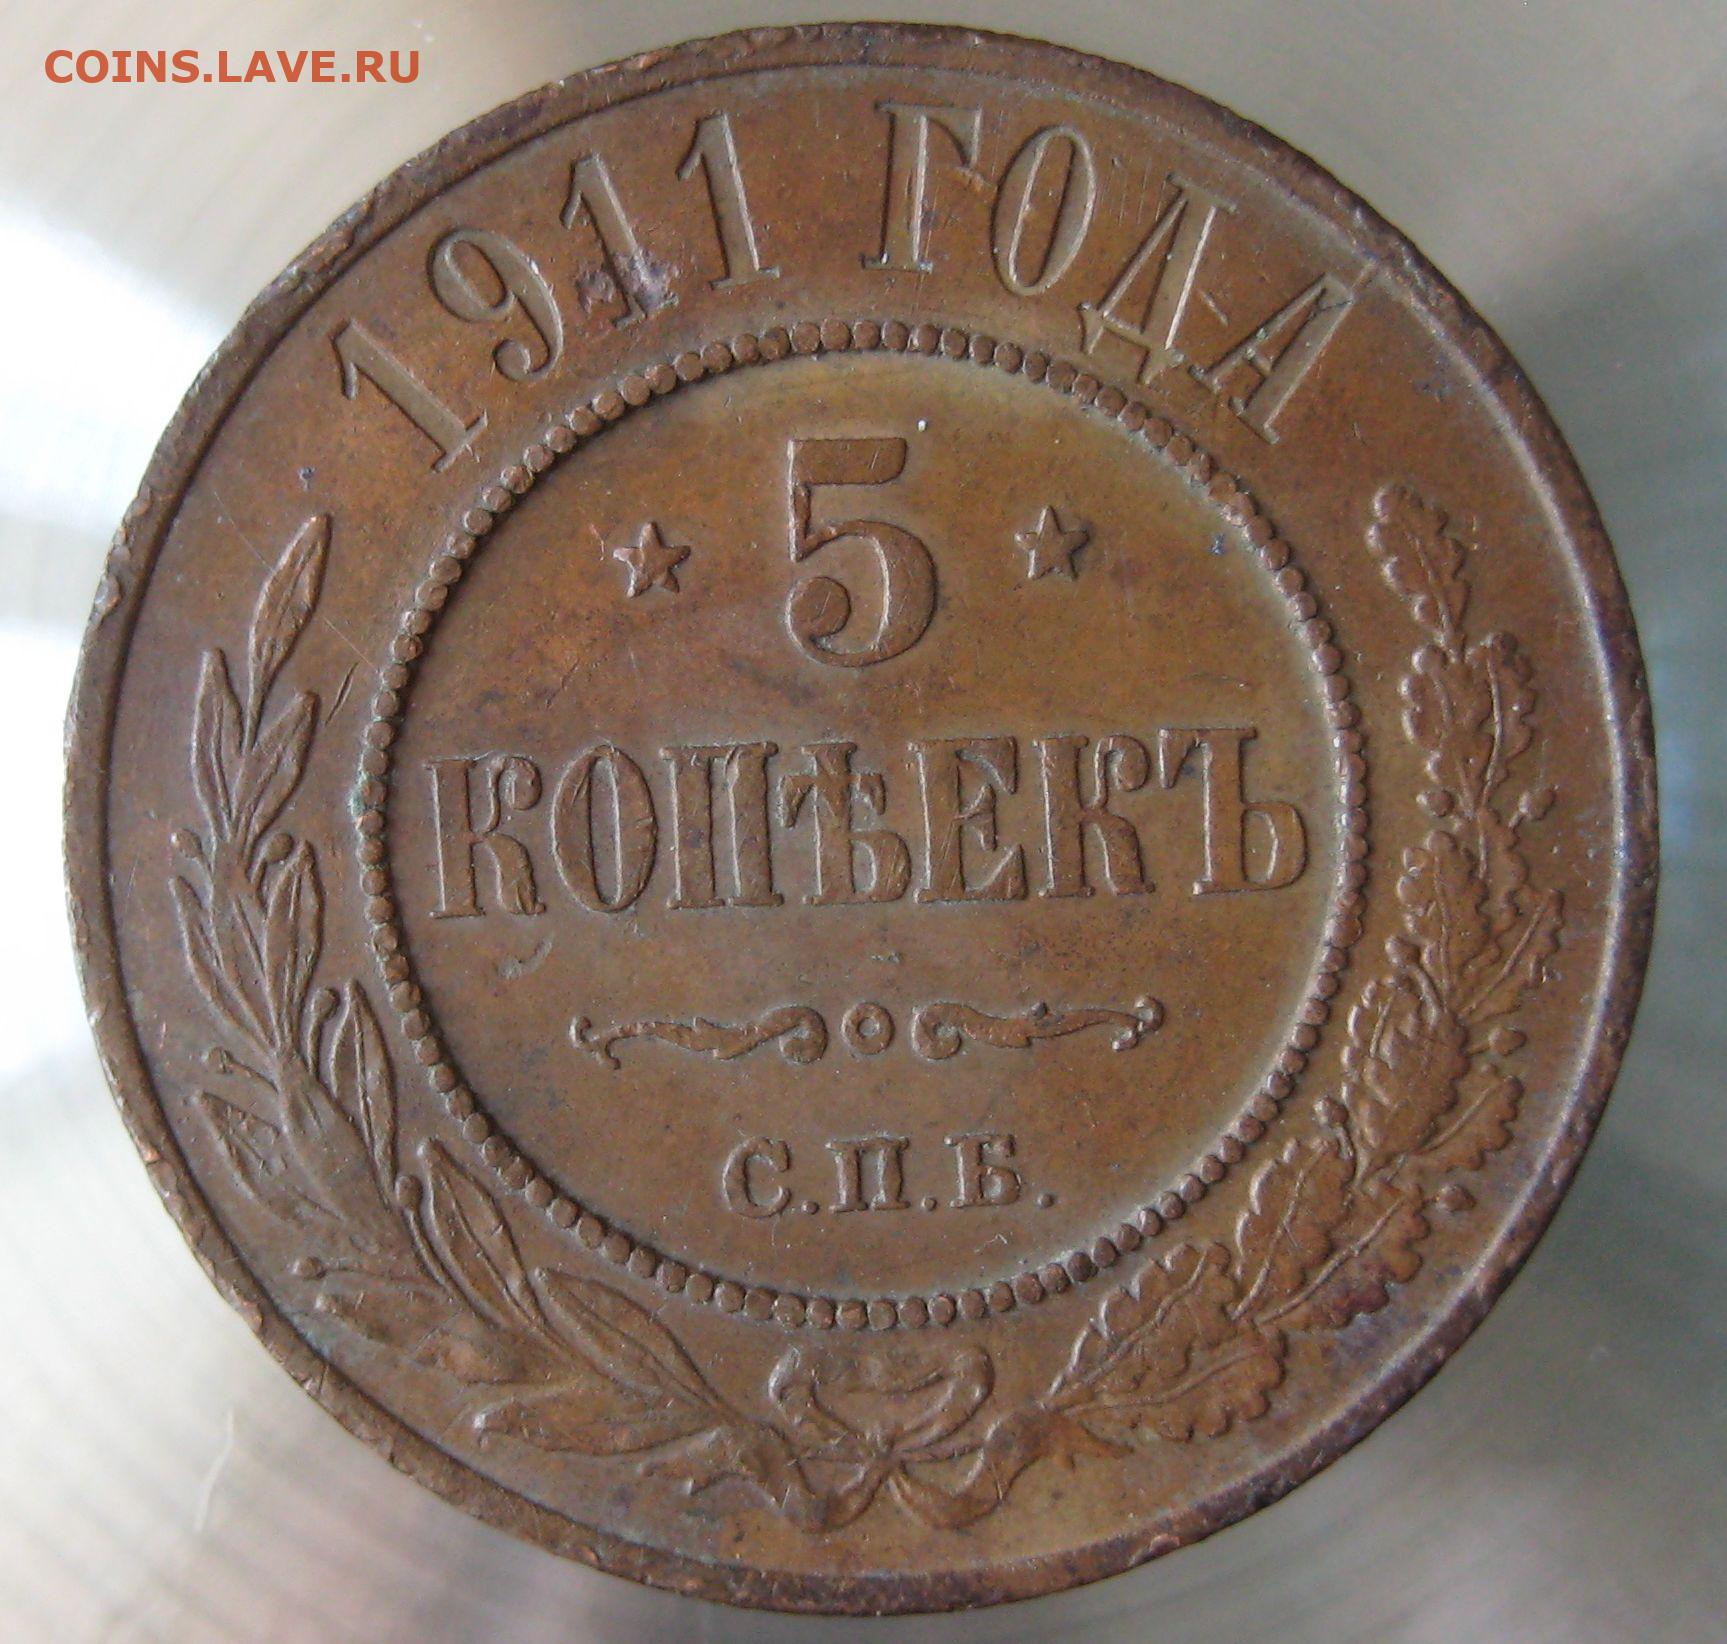 COINS.LAVE.RU
1911 ГОДА
5
КОПѢЕКЪ
С.П.Б.